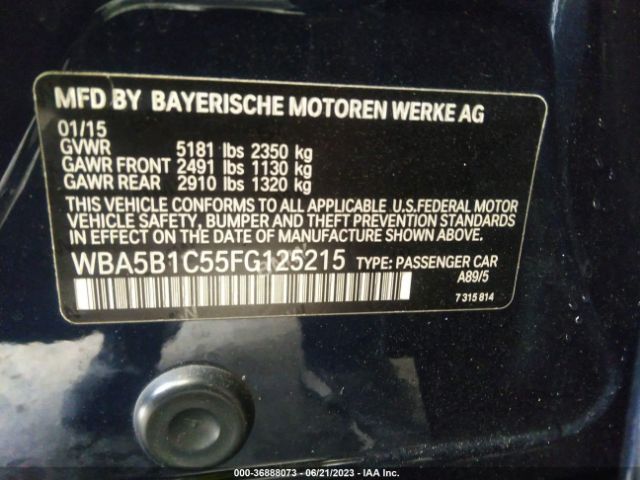 MFD BY BAYERISCHE MOTOREN WERKE AG
01/15
GVWR 5181 lbs 2350 kg
GAWR FRONT 2491 lbs 1130 kg
GAWR REAR 2910 lbs 1320 kg
THIS VEHICLE CONFORMS TO ALL APPLICABLE U.S.FEDERAL MOTOR
VEHICLE SAFETY, BUMPER AND THEFT PREVENTION STANDARDS
IN EFFECT ON THE DATE OF MANUFACTURE SHOWN ABOVE.
WBA5B1C55FG125215 TYPE: PASSENGER CAR
A89/5
7 315 814
000-36888073 - 06/21/2023 - IAA Inc.